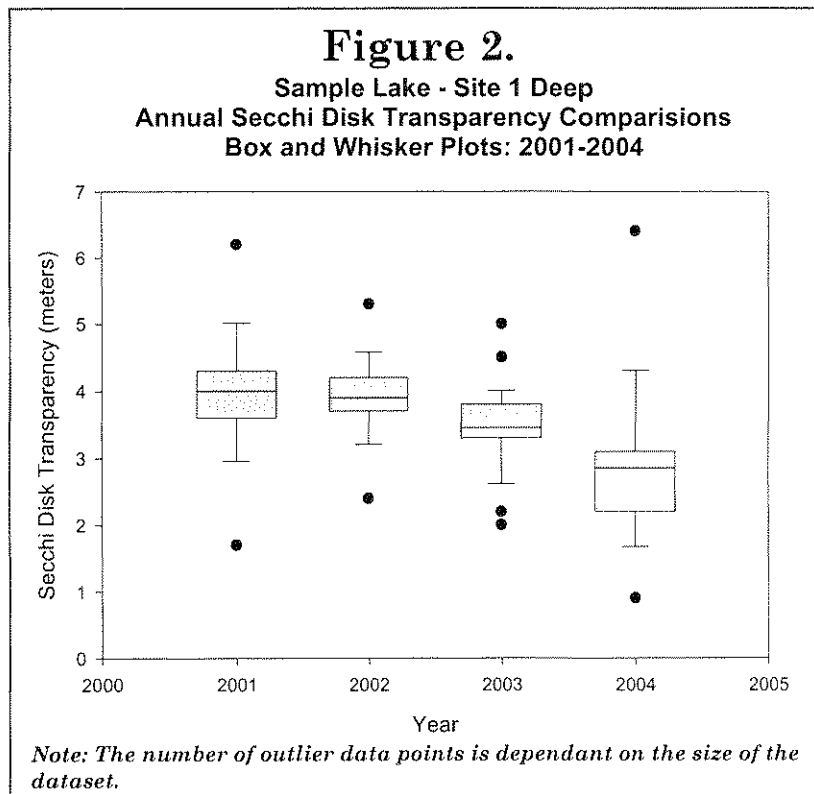 Figure 2.
Sample Lake - Site 1 Deep
Annual Secchi Disk Transparency Comparisions
Box and Whisker Plots: 2001-2004
7
6
5
4
3
2
1
0
Secchi Disk Transparency (meters)
2000 2001 2002 2003 2004 2005
Year
Note: The number of outlier data points is dependant on the size of the
dataset.